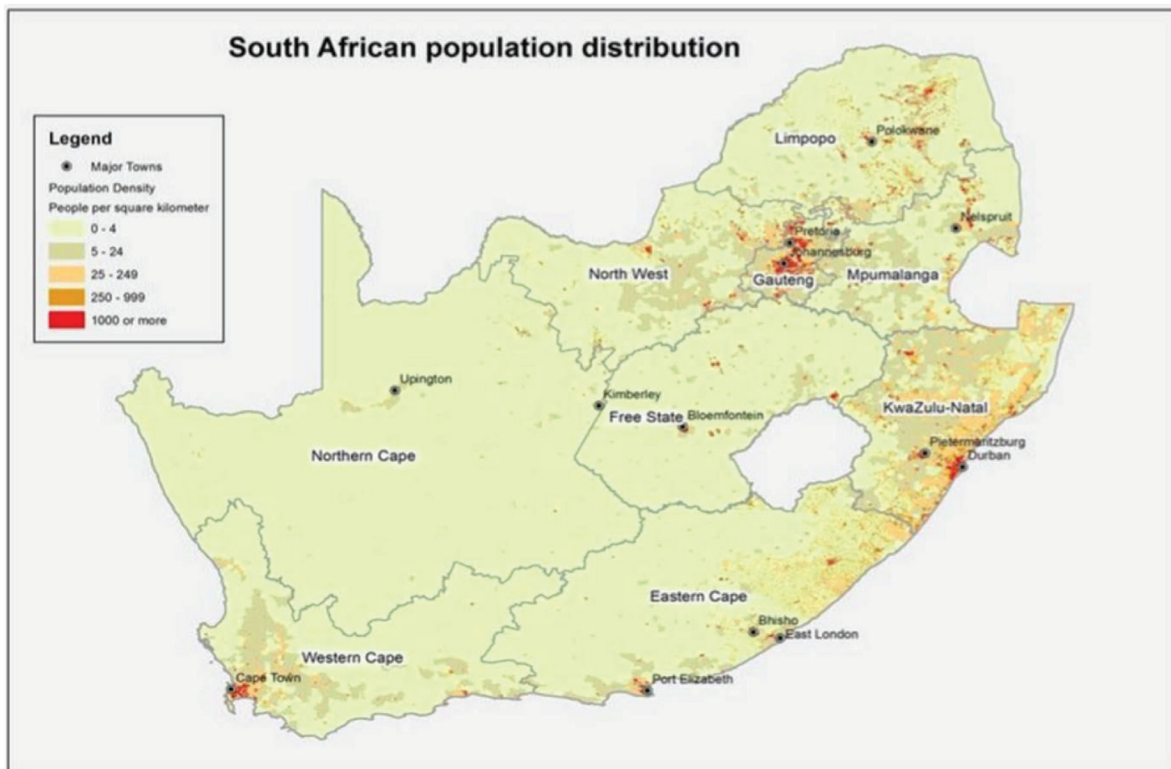 South African population distribution
Legend
Major Towns
Population Density
People per square kilometer
0 - 4
5 - 24
25 - 249
250 - 999
1000 or more
Limpopo
Polokwane
Nelspruit
Pretoria
Johannesburg
North West
Gauteng
Mpumalanga
Upington
Kimberley
Free State
Bloemfontein
KwaZulu-Natal
Northern Cape
Pietermaritzburg
Durban
Eastern Cape
Bhisho
East London
Western Cape
Cape Town
Port Elizabeth